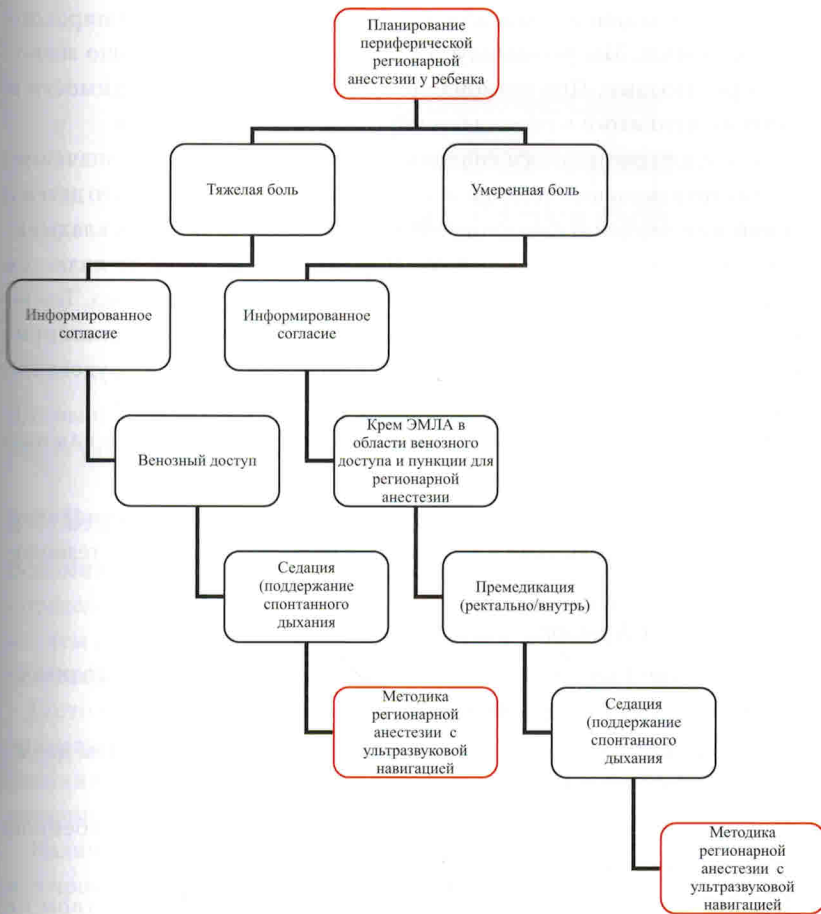 Планирование
периферической
регионарной
анестезии у ребенка
Тяжелая боль
Умеренная боль
Информированное
согласие
Информированное
согласие
Венозный доступ
Крем ЭМЛА в
области венозного
доступа и пункции для
регионарной
анестезии
Седация
(поддержание
спонтанного
дыхания
Премедикация
(ректально/внутрь)
Методика
регионарной
анестезии с
ультразвуковой
навигацией
Седация
(поддержание
спонтанного
дыхания
Методика
регионарной
анестезии с
ультразвуковой
навигацией